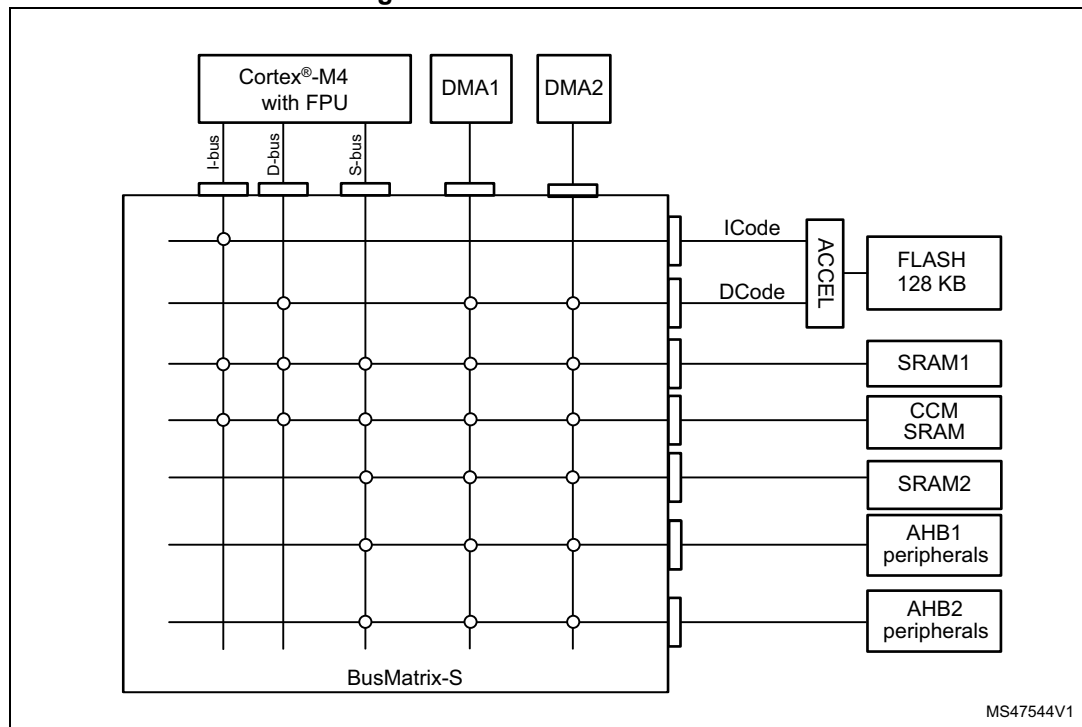 Cortex®-M4
with FPU
DMA1
DMA2
I-bus
D-bus
S-bus
ICode
DCode
ACCEL
FLASH
128 KB
SRAM1
CCM
SRAM
SRAM2
AHB1
peripherals
AHB2
peripherals
BusMatrix-S
MS47544V1